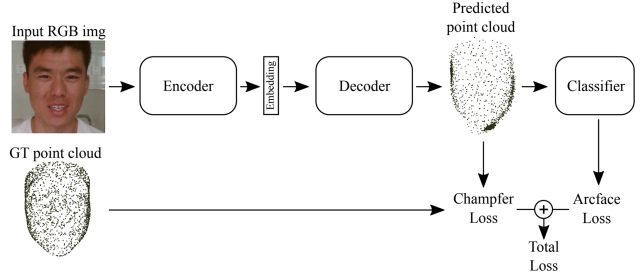 Input RGB img
Encoder
Embedding
Decoder
Predicted
point cloud
Classifier
GT point cloud
Champfer
Loss
+
Arcface
Loss
Total
Loss